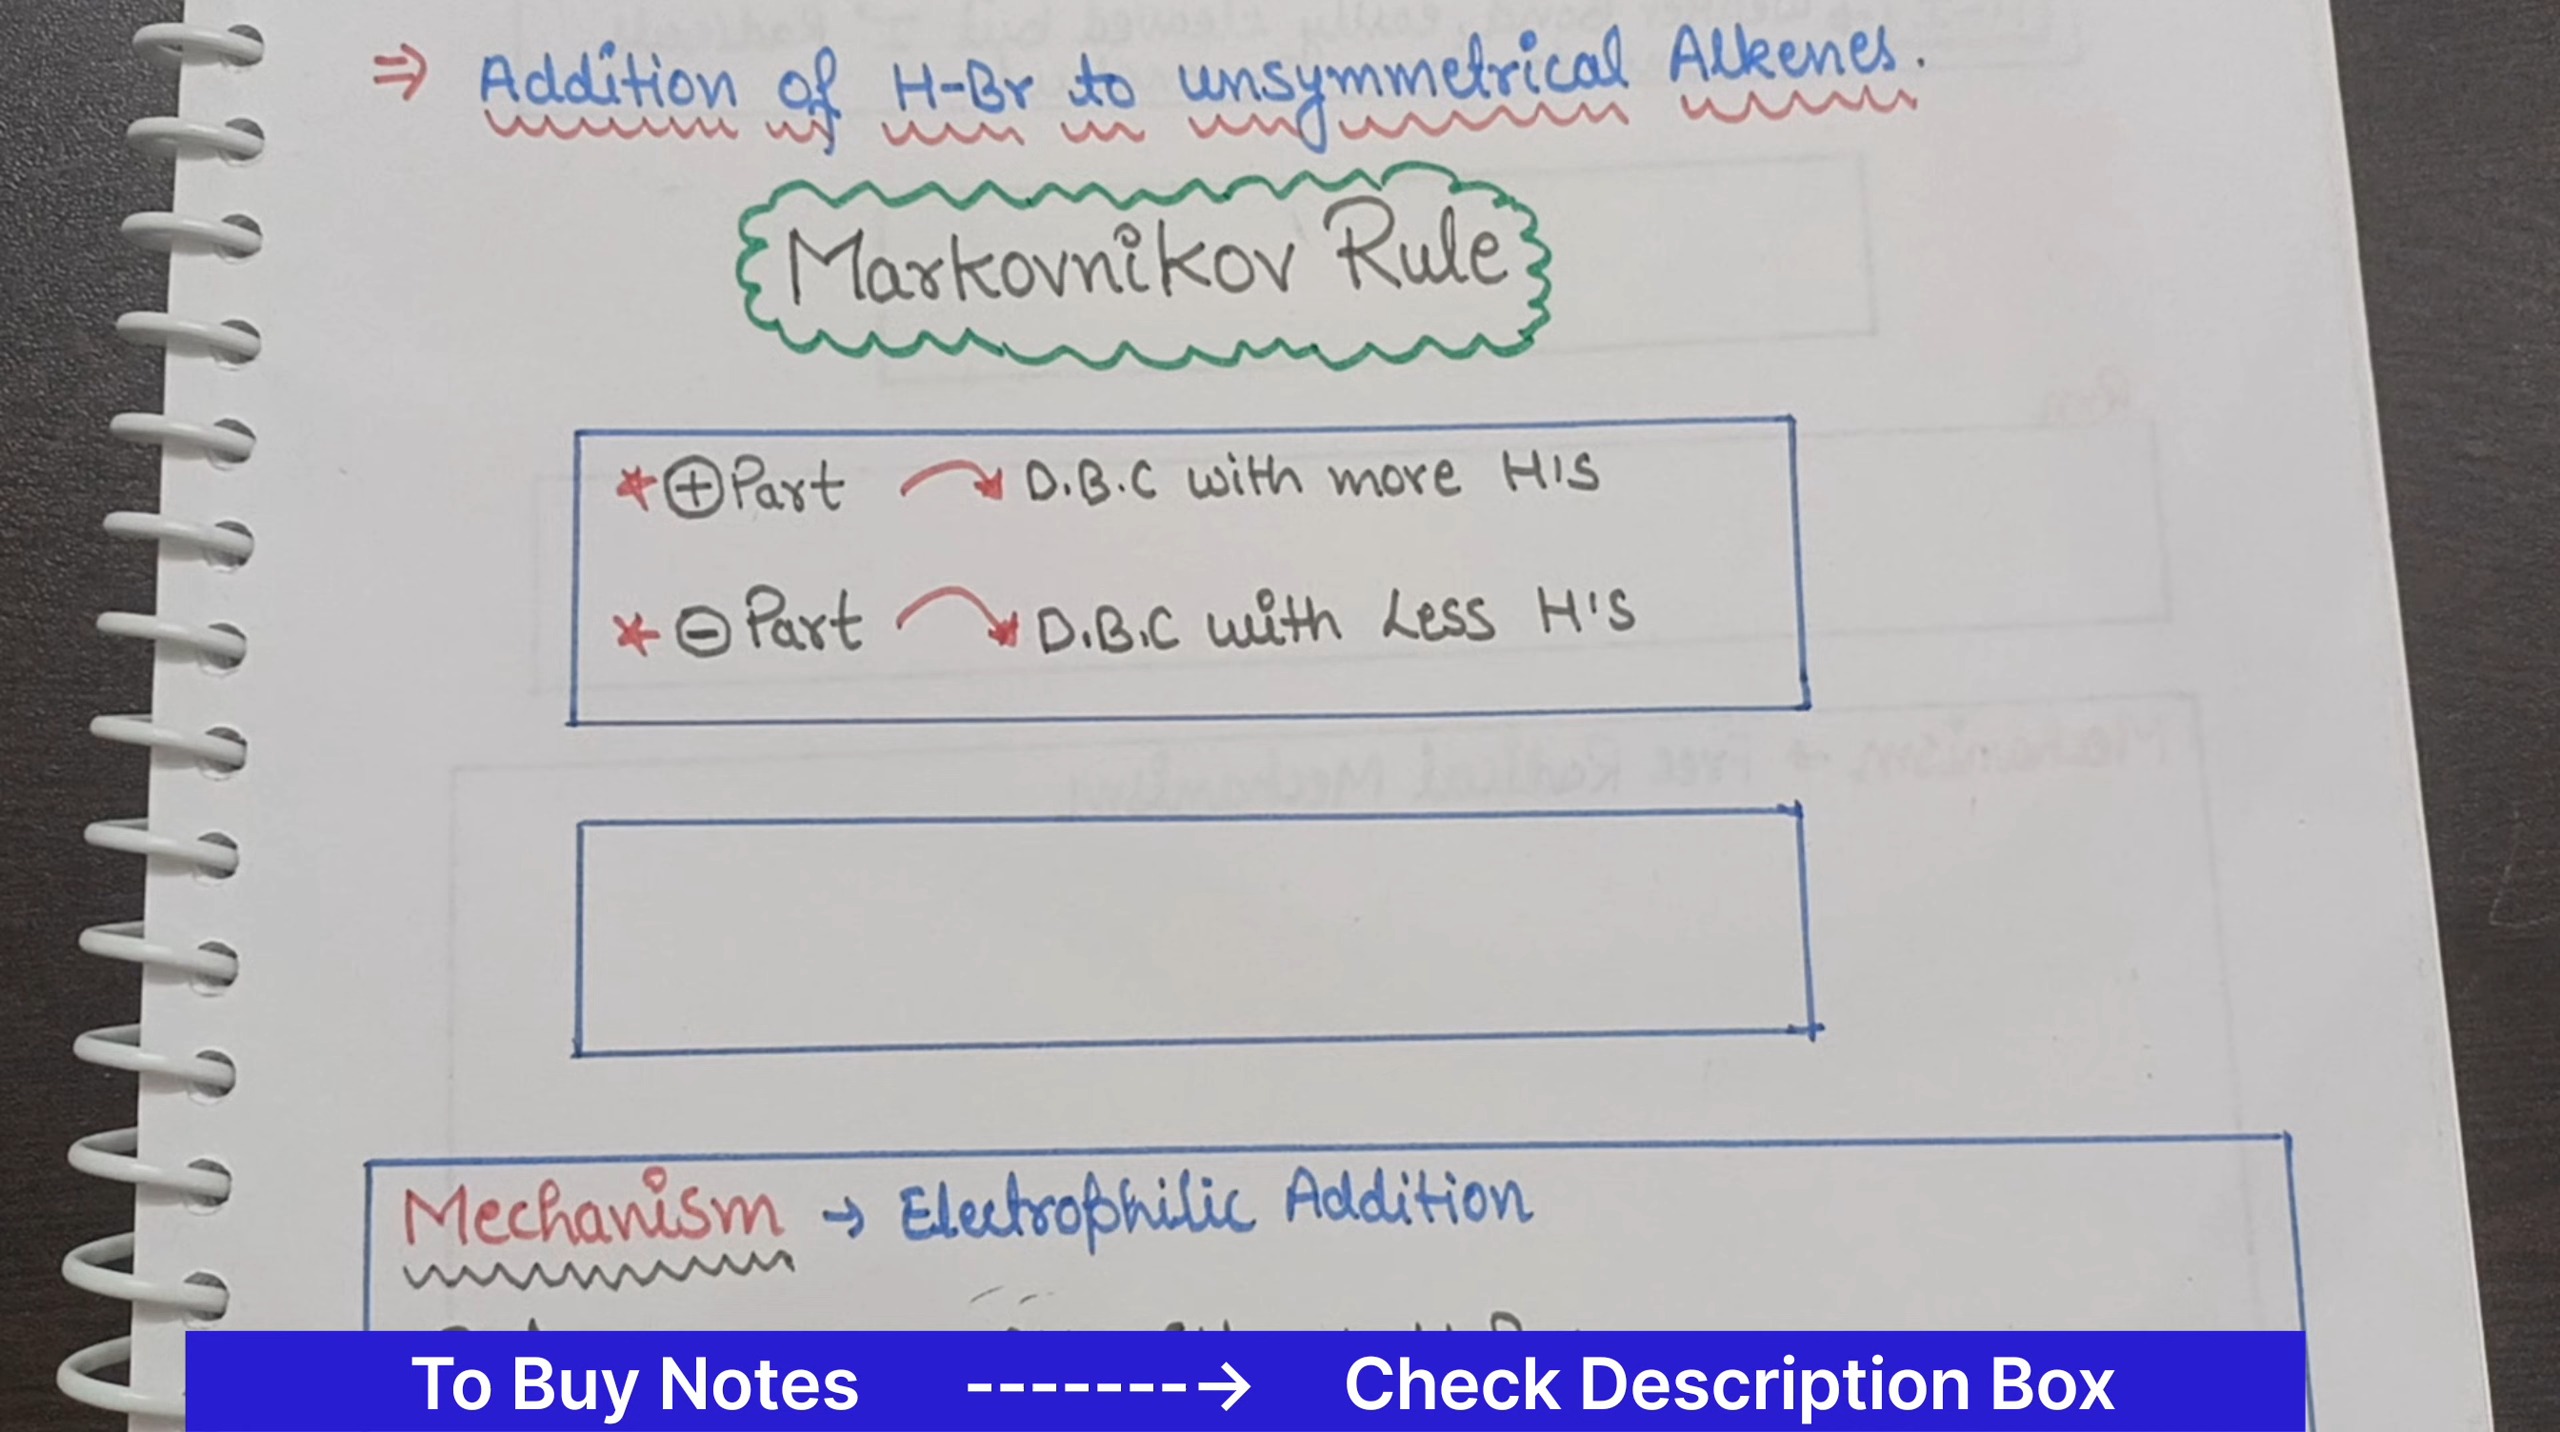 ⇒ Addition of H-Br to unsymmetrical Alkenes.
Markovnikov Rule
* ⊕ Part → D.B.C with more H's
* ⊖ Part → D.B.C with Less H's
Mechanism → Electrophilic Addition
To Buy Notes -------→ Check Description Box